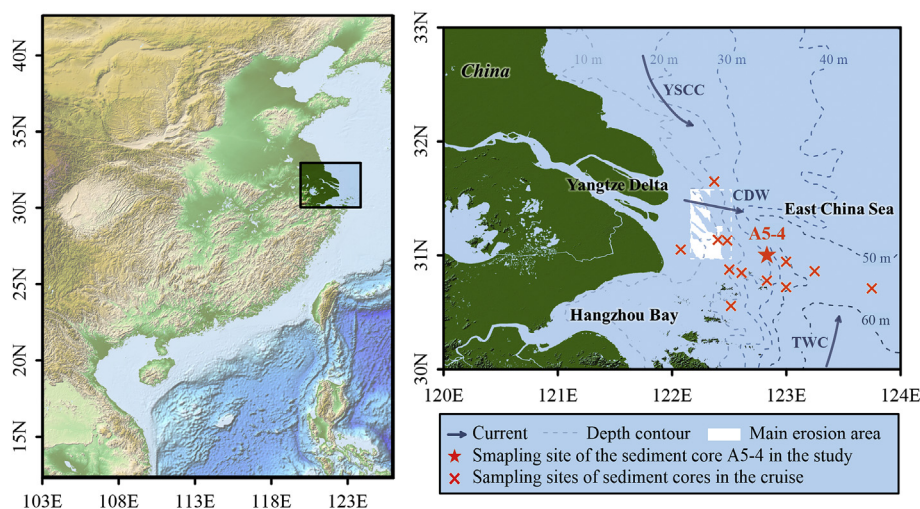 40N
35N
30N
25N
20N
15N
103E
108E
113E
118E
123E
33N
32N
31N
30N
120E
121E
122E
123E
124E
China
10 m
20 m
30 m
40 m
YSCC
Yangtze Delta
CDW
East China Sea
A5-4
50 m
Hangzhou Bay
60 m
TWC
Current
Depth contour
Main erosion area
Smapling site of the sediment core A5-4 in the study
Sampling sites of sediment cores in the cruise